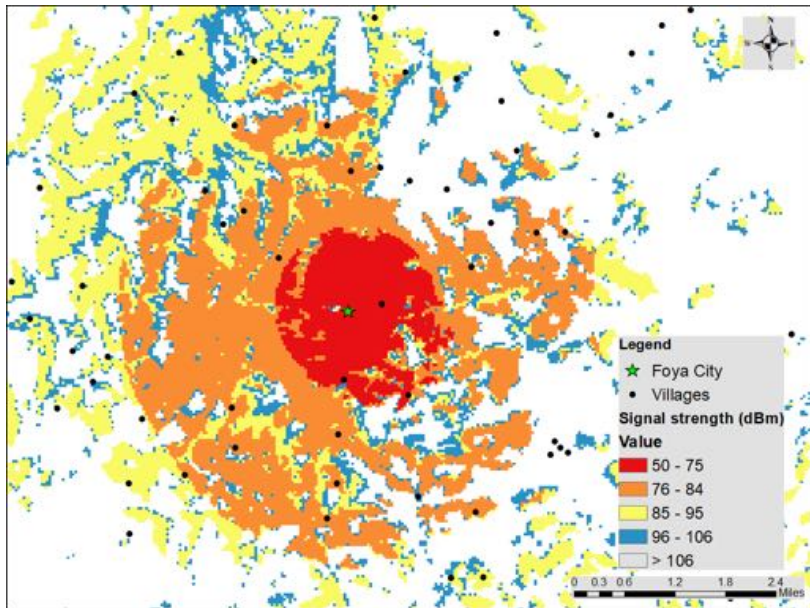 N
W E
S
Legend
Foya City
Villages
Signal strength (dBm)
Value
50 - 75
76 - 84
85 - 95
96 - 106
> 106
0 0.3 0.6 1.2 1.8 2.4
Miles